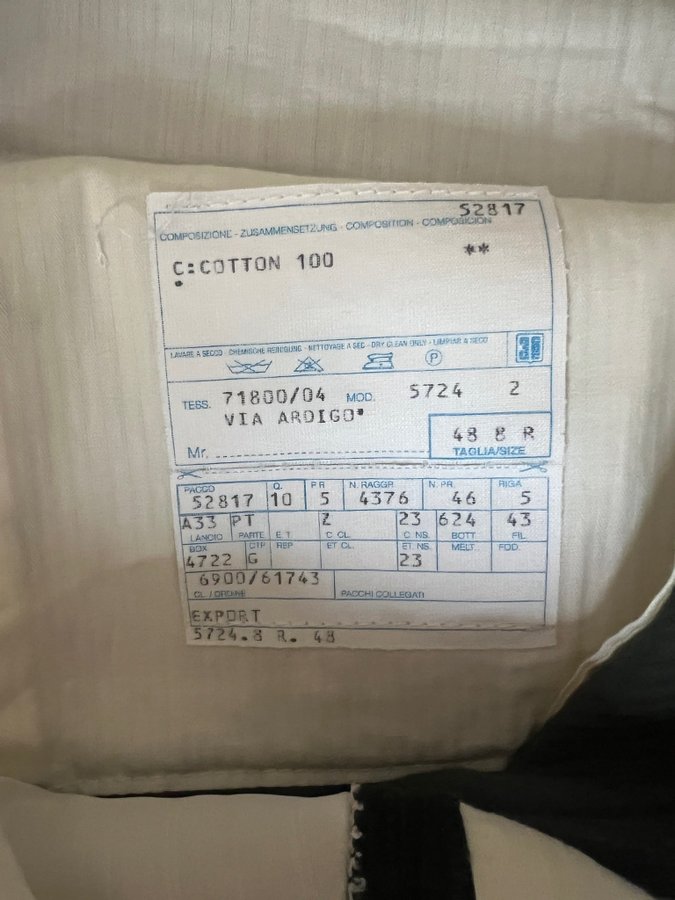 52817
COMPOSIZIONE - ZUSAMMENSETZUNG - COMPOSITION - COMPOSICIÓN
**
C:COTTON 100
LAVARE A SECCO - CHEMISCHE REINIGUNG - NETTOYAGE A SEC - DRY CLEAN ONLY - LIMPIAR A SECO
P
TESS. 71800/04 MOD. 5724 2
VIA ARDIGO'
48 8 R
Mr. TAGLIA/SIZE
PACCO Q. PR N. RAGGR N. PR. RIGA
52817 10 5 4376 46 5
A33 PT Z 23 624 43
LANCIO PARTE E.T. C CL. C. NS. BOTT FIL.
BOX CTP REP ET CL. ET. NS. MELT. FOD.
4722 G 23
6900/61743
CL / ORDINE PACCHI COLLEGATI
EXPORT
5724.8 R. 48